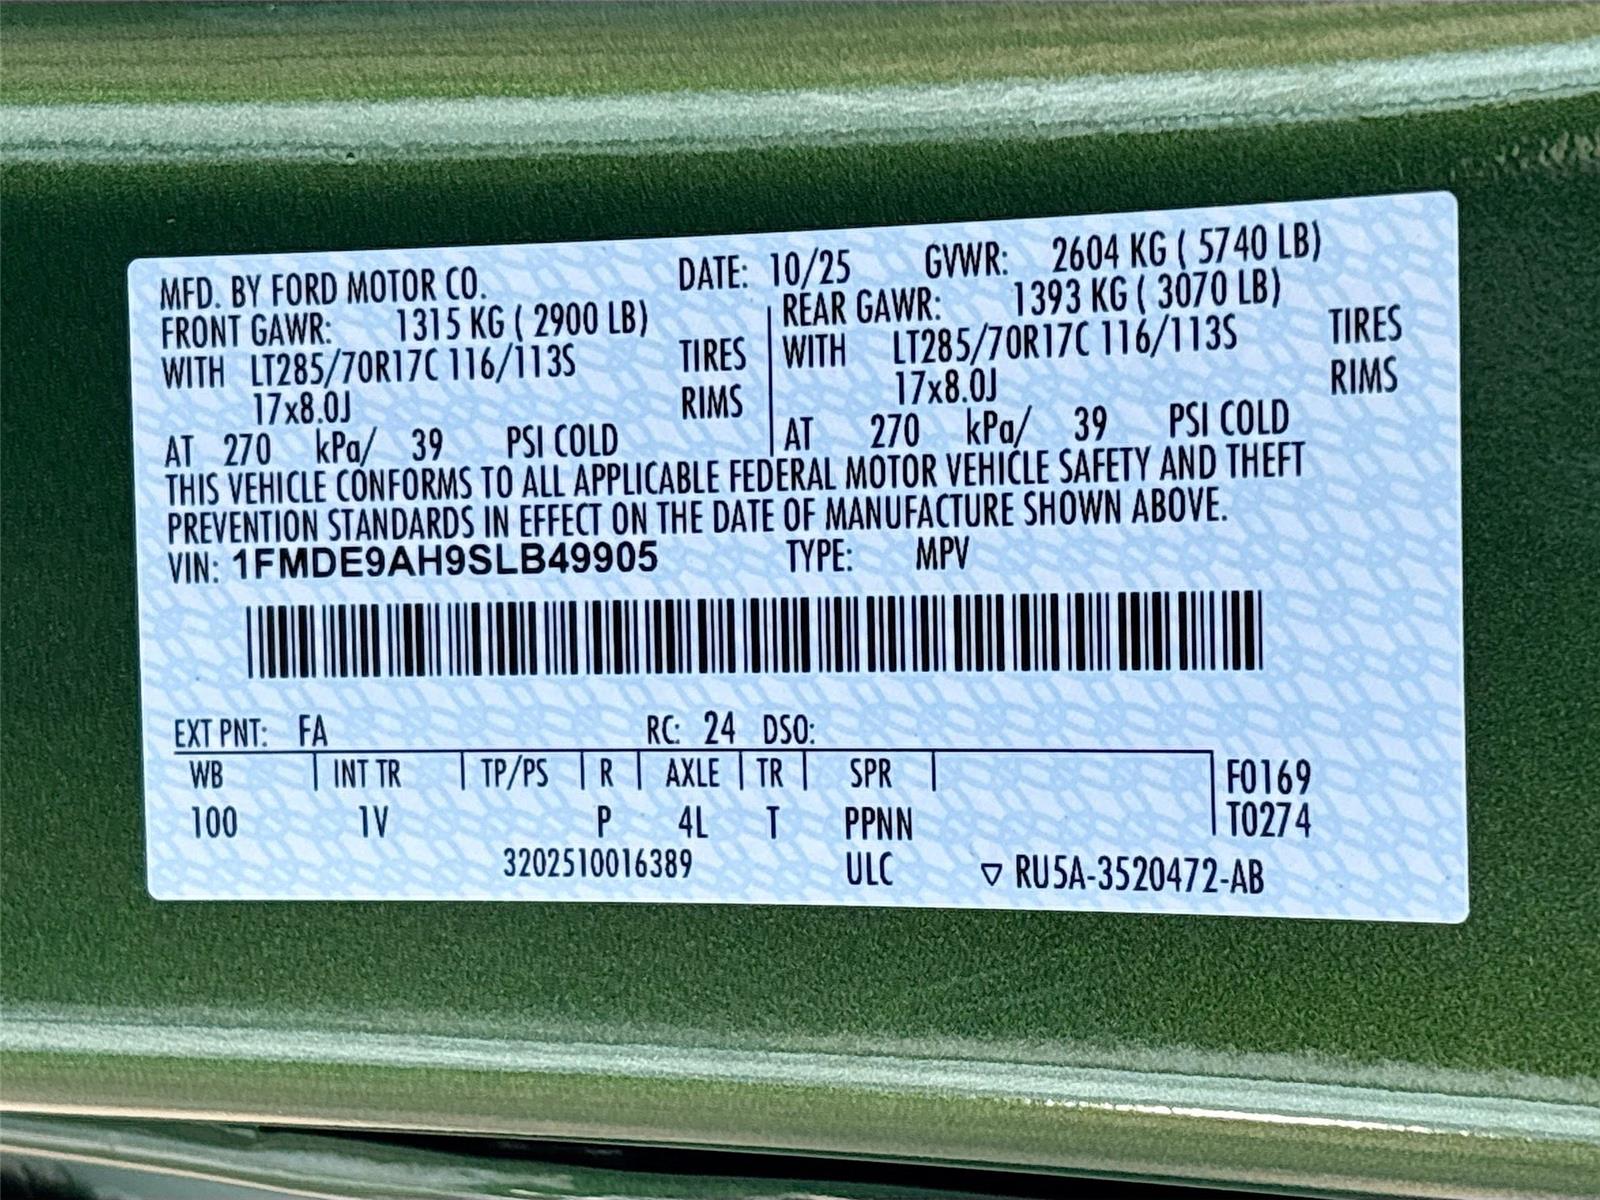 MFD. BY FORD MOTOR CO. DATE: 10/25 GVWR: 2604 KG ( 5740 LB)
FRONT GAWR: 1315 KG ( 2900 LB) REAR GAWR: 1393 KG ( 3070 LB)
WITH LT285/70R17C 116/113S TIRES WITH LT285/70R17C 116/113S TIRES
17x8.0J RIMS 17x8.0J RIMS
AT 270 kPa/ 39 PSI COLD AT 270 kPa/ 39 PSI COLD
THIS VEHICLE CONFORMS TO ALL APPLICABLE FEDERAL MOTOR VEHICLE SAFETY AND THEFT
PREVENTION STANDARDS IN EFFECT ON THE DATE OF MANUFACTURE SHOWN ABOVE.
VIN: 1FMDE9AH9SLB49905 TYPE: MPV
EXT PNT: FA RC: 24 DSO:
WB INT TR TP/PS R AXLE TR SPR F0169
100 1V P 4L T PPNN T0274
3202510016389 ULC ▽ RU5A-3520472-AB